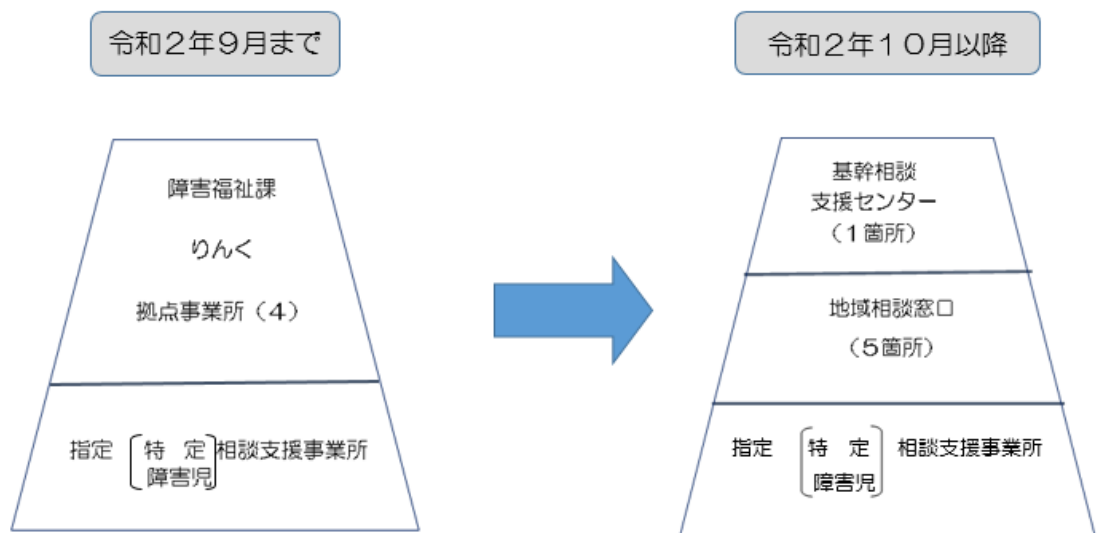 令和２年９月まで
障害福祉課
りんく
拠点事業所（４）
指定 特 定 相談支援事業所
障害児
令和２年１０月以降
基幹相談
支援センター
（１箇所）
地域相談窓口
（５箇所）
指定 特 定 相談支援事業所
障害児